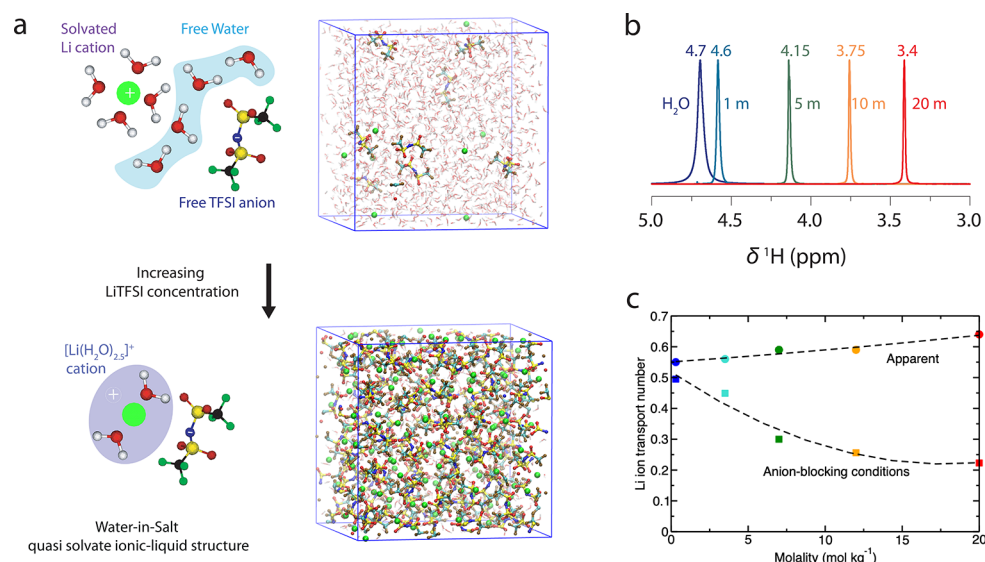 a
Solvated
Li cation
Free Water
+
-
Free TFSI anion
Increasing
LiTFSI concentration
[Li(H2O)2.5]+
cation
+
-
Water-in-Salt
quasi solvate ionic-liquid structure
b
4.7 4.6 4.15 3.75 3.4
H2O 1 m 5 m 10 m 20 m
5.0 4.5 4.0 3.5 3.0
δ 1H (ppm)
c
Li ion transport number
0.7
0.6
0.5
0.4
0.3
0.2
0.1
0
Apparent
Anion-blocking conditions
0 5 10 15 20
Molality (mol kg-1)